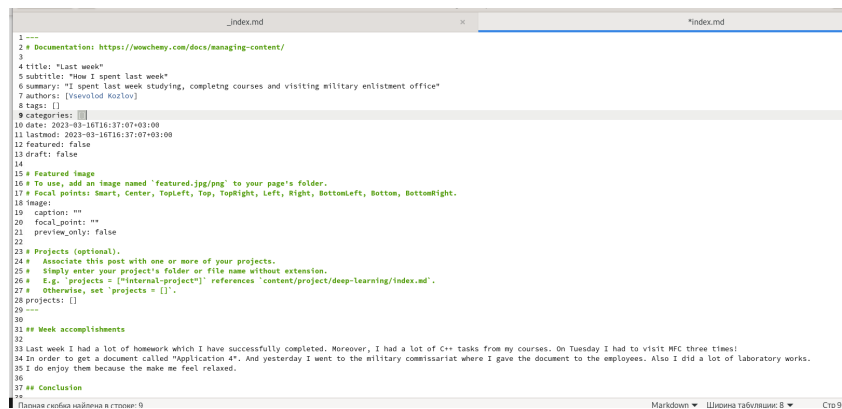 _index.md
*index.md
1 ---
2 # Documentation: https://wowchemy.com/docs/managing-content/
3
4 title: "Last week"
5 subtitle: "How I spent last week"
6 summary: "I spent last week studying, completng courses and visiting military enlistment office"
7 authors: [Vsevolod Kozlov]
8 tags: []
9 categories: []
10 date: 2023-03-16T16:37:07+03:00
11 lastmod: 2023-03-16T16:37:07+03:00
12 featured: false
13 draft: false
14
15 # Featured image
16 # To use, add an image named `featured.jpg/png` to your page's folder.
17 # Focal points: Smart, Center, TopLeft, Top, TopRight, Left, Right, BottomLeft, Bottom, BottomRight.
18 image:
19   caption: ""
20   focal_point: ""
21   preview_only: false
22
23 # Projects (optional).
24 #   Associate this post with one or more of your projects.
25 #   Simply enter your project's folder or file name without extension.
26 #   E.g. `projects = ["internal-project"]` references `content/project/deep-learning/index.md`.
27 #   Otherwise, set `projects = []`.
28 projects: []
29 ---
30
31 ## Week accomplishments
32
33 Last week I had a lot of homework which I have successfully completed. Moreover, I had a lot of C++ tasks from my courses. On Tuesday I had to visit MFC three times!
34 In order to get a document called "Application 4". And yesterday I went to the military commissariat where I gave the document to the employees. Also I did a lot of laboratory works.
35 I do enjoy them because the make me feel relaxed.
36
37 ## Conclusion
38
Парная скобка найдена в строке: 9
Markdown
Ширина табуляции: 8
Стр 9